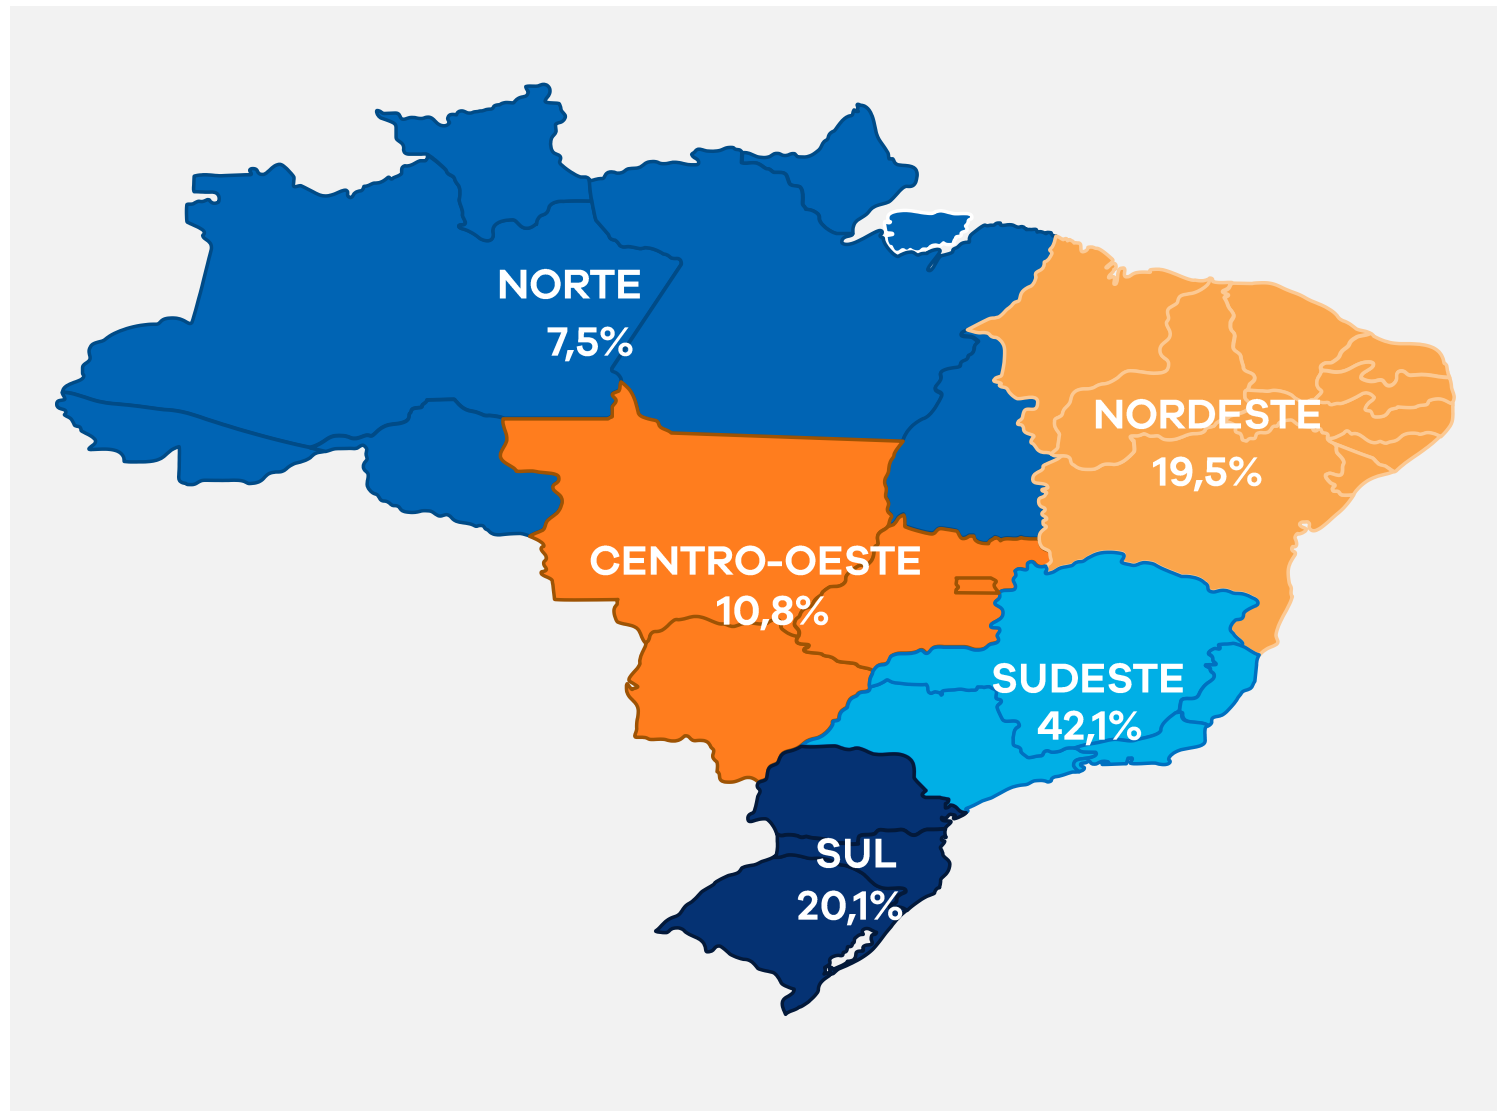 NORTE
7,5%
NORDESTE
19,5%
CENTRO-OESTE
10,8%
SUDESTE
42,1%
SUL
20,1%